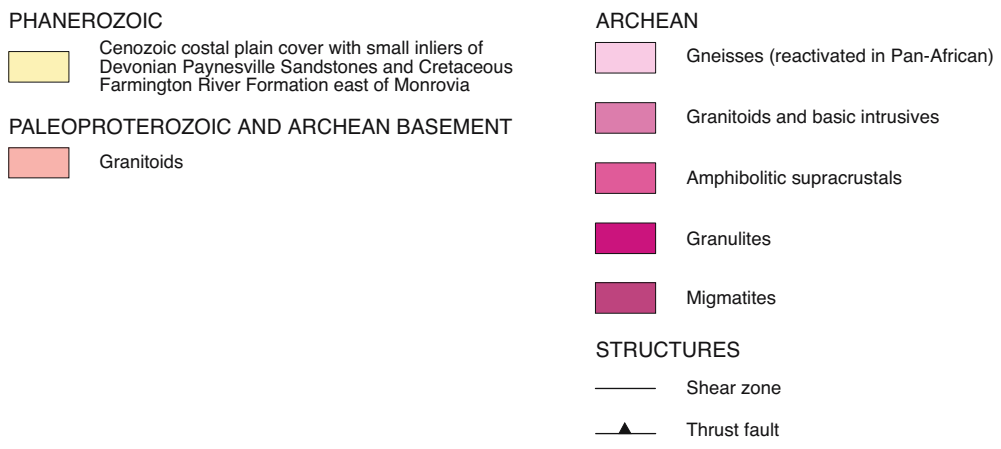 PHANEROZOIC
Cenozoic costal plain cover with small inliers of
Devonian Paynesville Sandstones and Cretaceous
Farmington River Formation east of Monrovia
PALEOPROTEROZOIC AND ARCHEAN BASEMENT
Granitoids
ARCHEAN
Gneisses (reactivated in Pan-African)
Granitoids and basic intrusives
Amphibolitic supracrustals
Granulites
Migmatites
STRUCTURES
Shear zone
Thrust fault